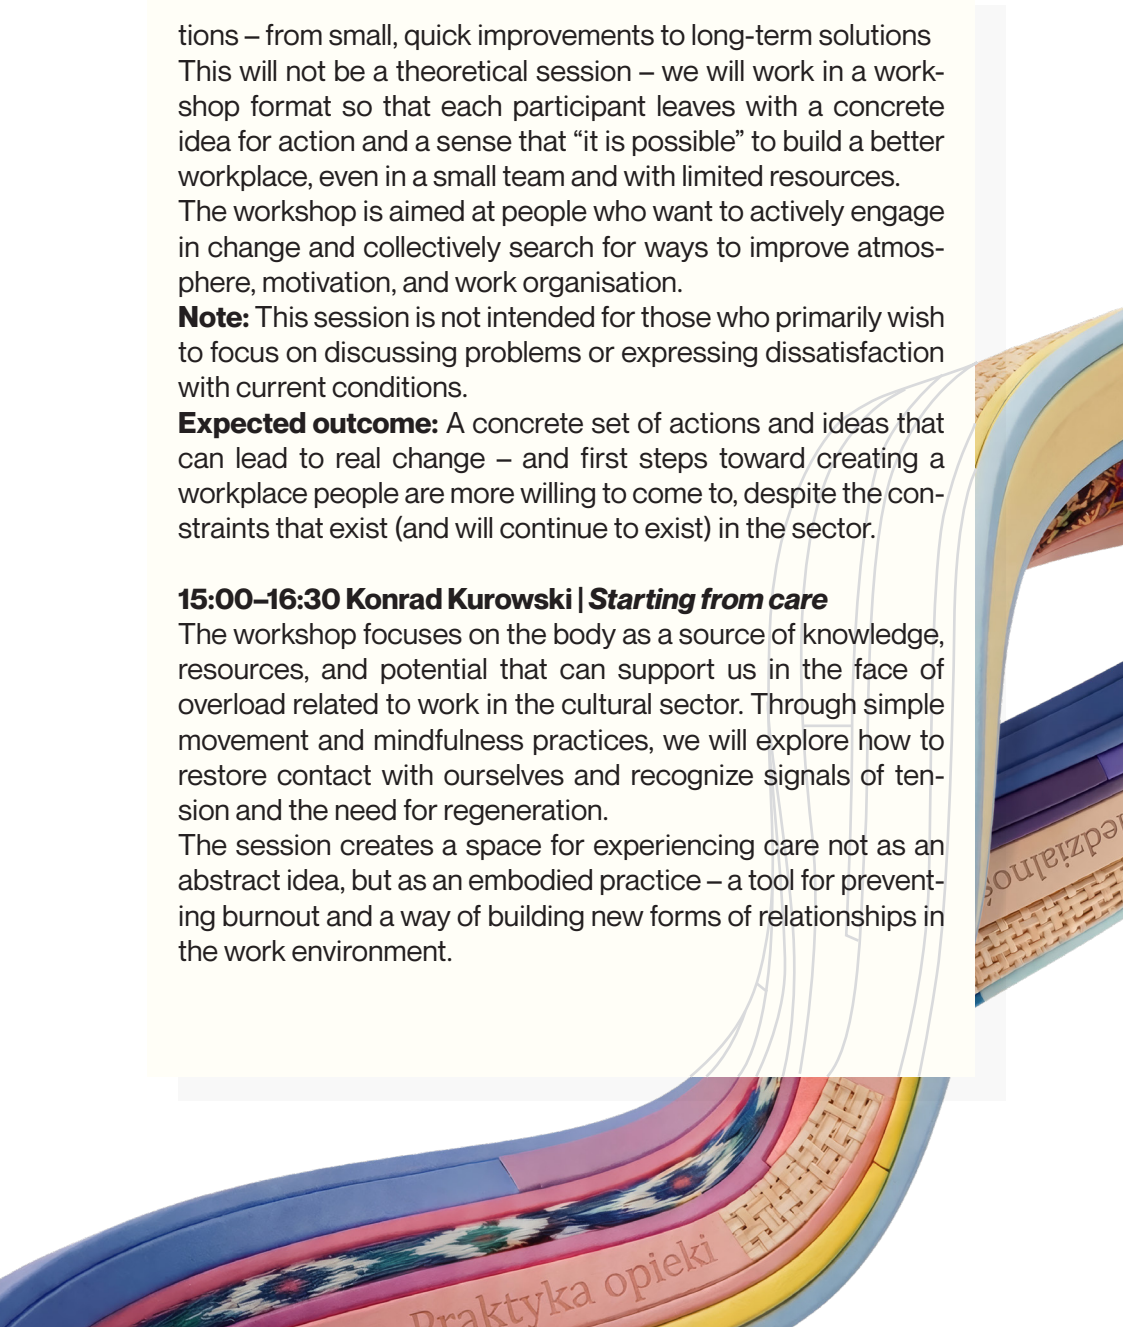 tions – from small, quick improvements to long-term solutions
This will not be a theoretical session – we will work in a work-
shop format so that each participant leaves with a concrete
idea for action and a sense that “it is possible” to build a better
workplace, even in a small team and with limited resources.
The workshop is aimed at people who want to actively engage
in change and collectively search for ways to improve atmos-
phere, motivation, and work organisation.
Note: This session is not intended for those who primarily wish
to focus on discussing problems or expressing dissatisfaction
with current conditions.
Expected outcome: A concrete set of actions and ideas that
can lead to real change – and first steps toward creating a
workplace people are more willing to come to, despite the con-
straints that exist (and will continue to exist) in the sector.
15:00–16:30 Konrad Kurowski | Starting from care
The workshop focuses on the body as a source of knowledge,
resources, and potential that can support us in the face of
overload related to work in the cultural sector. Through simple
movement and mindfulness practices, we will explore how to
restore contact with ourselves and recognize signals of ten-
sion and the need for regeneration.
The session creates a space for experiencing care not as an
abstract idea, but as an embodied practice – a tool for prevent-
ing burnout and a way of building new forms of relationships in
the work environment.
Praktyka opieki